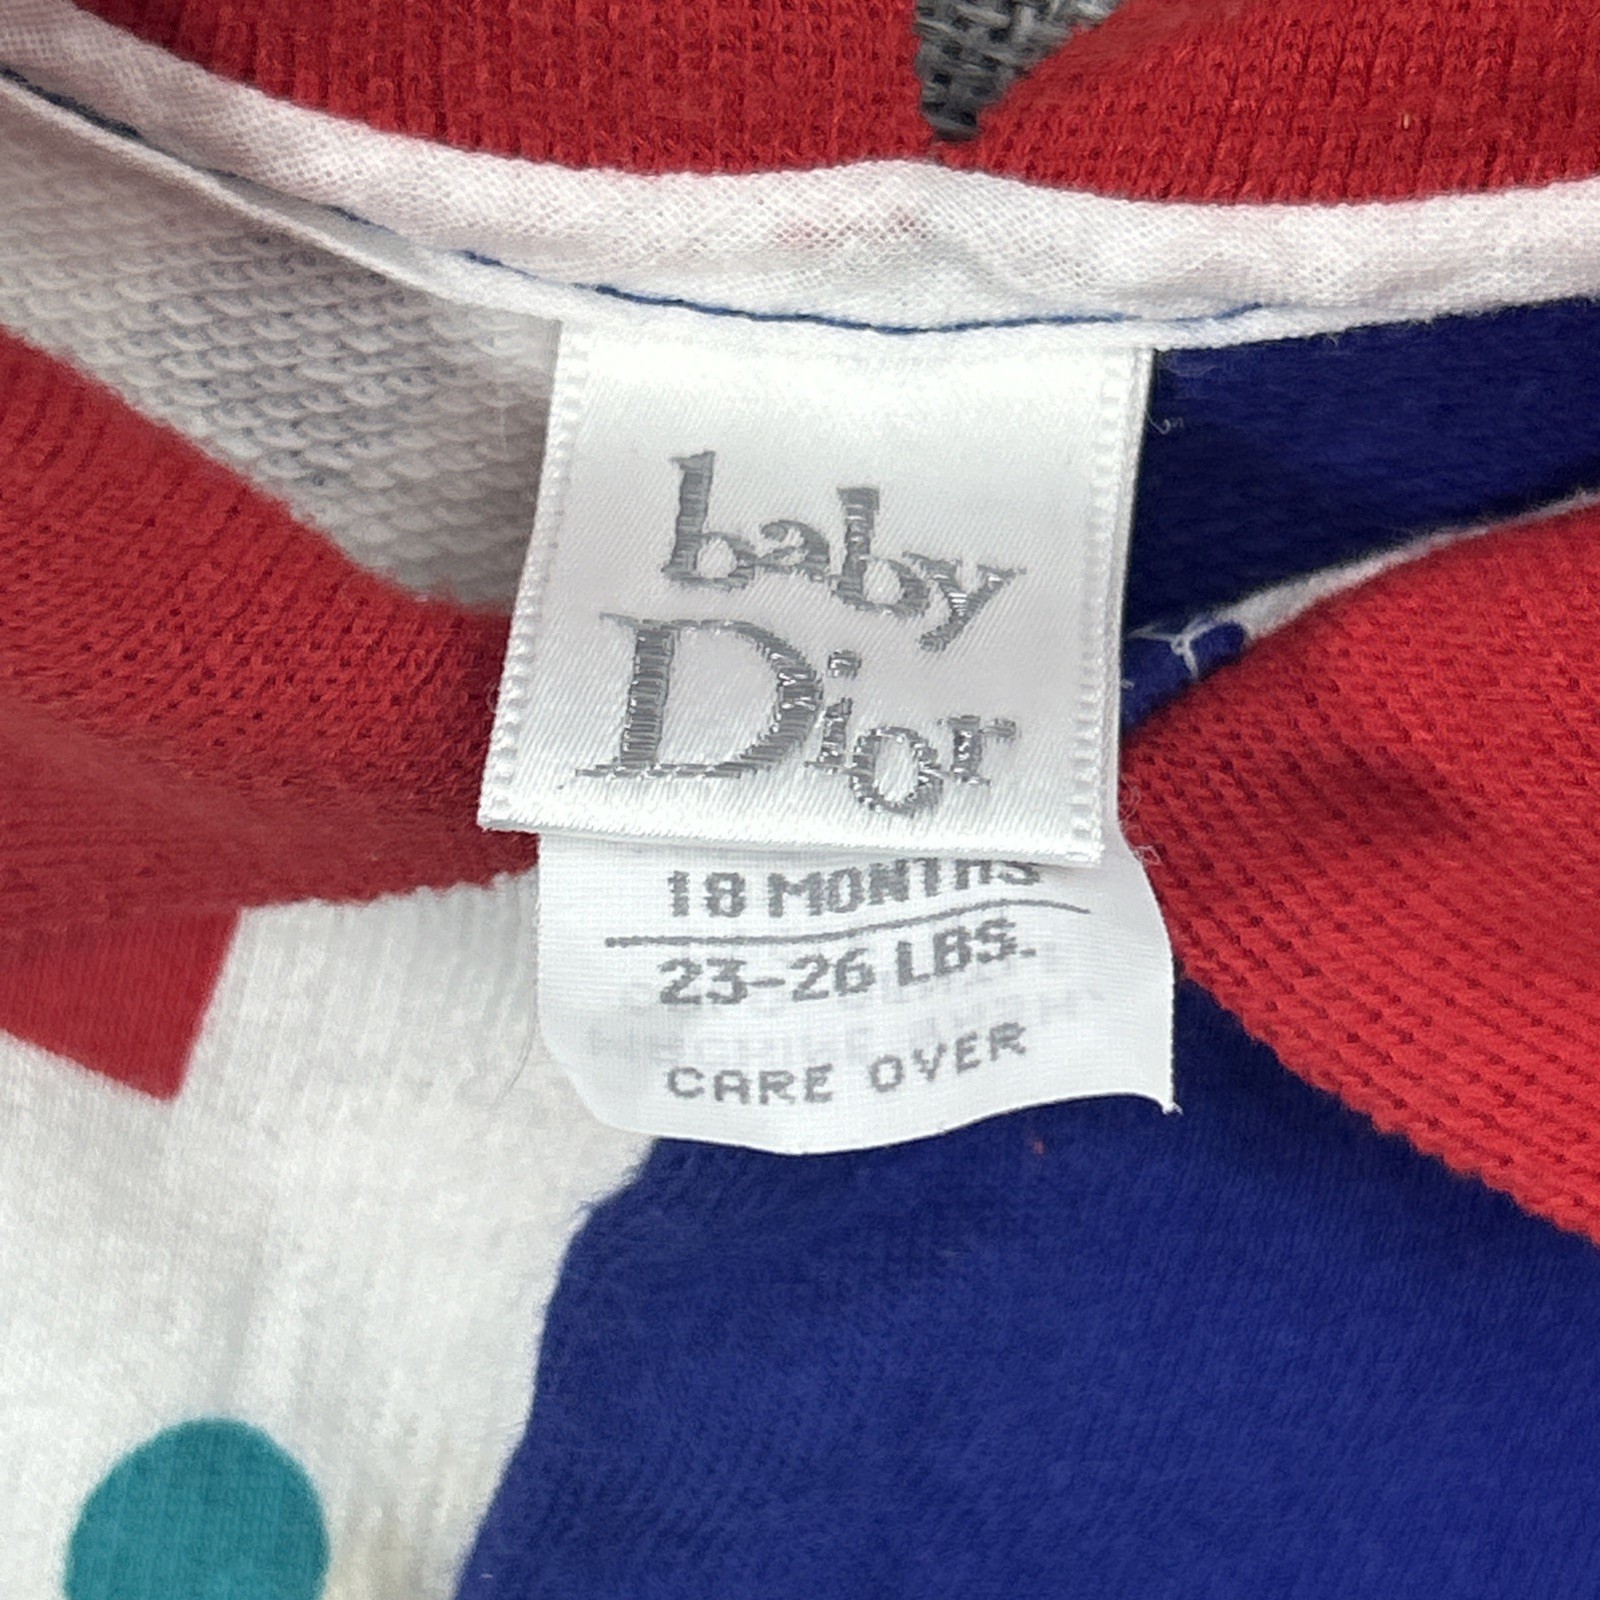 baby
Dior
18 MONTHS
23-26 LBS.
CARE OVER